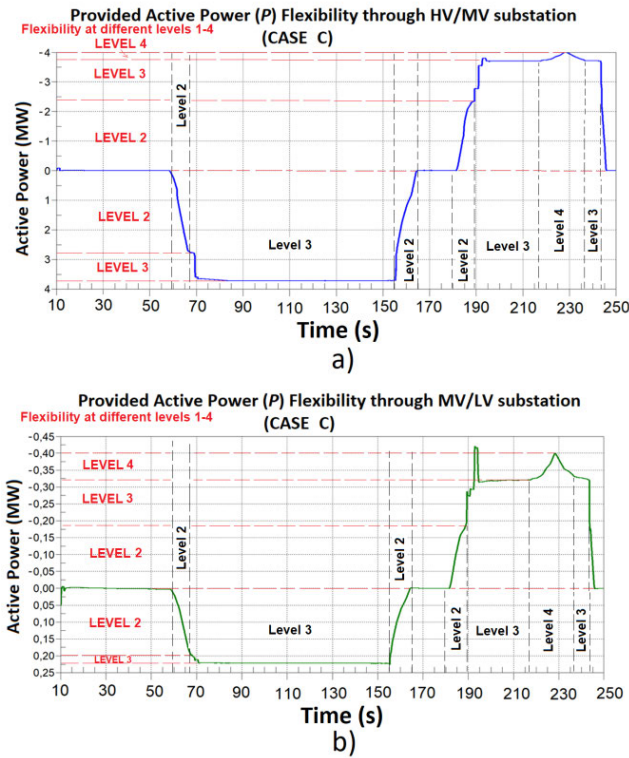 Provided Active Power (P) Flexibility through HV/MV substation
Flexibility at different levels 1-4
(CASE C)
Active Power (MW)
-4
-3
-2
-1
0
1
2
3
4
LEVEL 4
LEVEL 3
LEVEL 2
LEVEL 2
LEVEL 3
Level 2
Level 3
Level 2
Level 2
Level 3
Level 4
Level 3
10 30 50 70 90 110 130 150 170 190 210 230 250
Time (s)
a)
Provided Active Power (P) Flexibility through MV/LV substation
Flexibility at different levels 1-4
(CASE C)
Active Power (MW)
-0,45
-0,40
-0,35
-0,30
-0,25
-0,20
-0,15
-0,10
-0,05
0,00
0,05
0,10
0,15
0,20
0,25
LEVEL 4
LEVEL 3
LEVEL 2
LEVEL 2
LEVEL 3
Level 2
Level 3
Level 2
Level 2
Level 3
Level 4
Level 3
10 30 50 70 90 110 130 150 170 190 210 230 250
Time (s)
b)